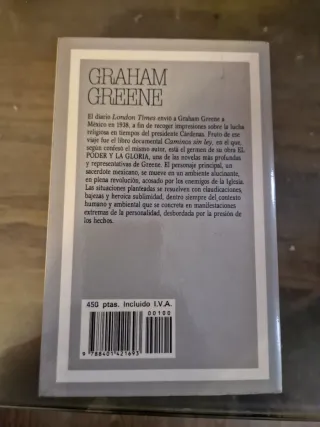 GRAHAM
GREENE
El diario London Times envió a Graham Greene a
México en 1938, a fin de recoger impresiones sobre la lucha
religiosa en tiempos del presidente Cárdenas. Fruto de ese
viaje fue el libro documental Caminos sin ley, en el que,
según confesó el mismo autor, está el germen de su obra EL
PODER Y LA GLORIA, una de las novelas más profundas
y representativas de Greene. El personaje principal, un
sacerdote mexicano, se mueve en un ambiente alucinante,
en plena revolución, acosado por los enemigos de la Iglesia.
Las situaciones planteadas se resuelven con claudicaciones,
bajezas y heroica sublimidad, dentro siempre del contexto
humano y ambiental que se concreta en manifestaciones
extremas de la personalidad, desbordada por la presión de
los hechos.
450 ptas. incluido I.V.A.
00100
9 788401 421693